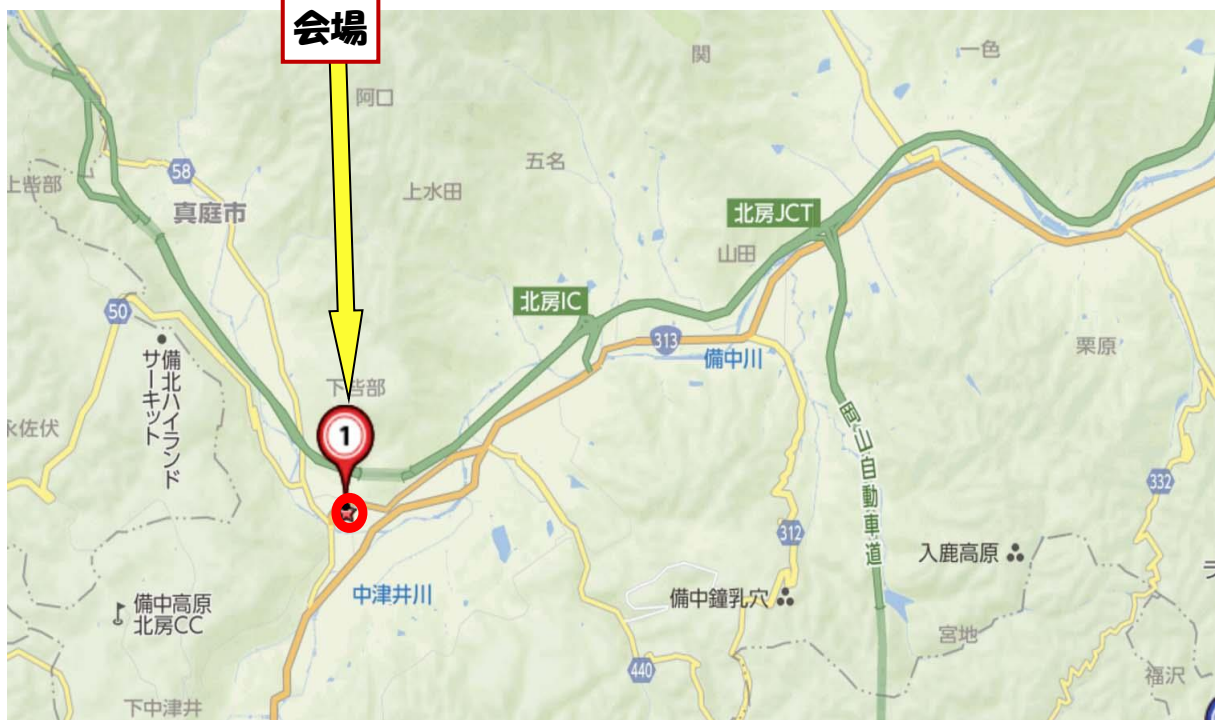 会場
関
一色
阿口
五名
58
上呰部
上水田
真庭市
北房JCT
山田
北房IC
50
313
備中川
栗原
備北ハイランド
サーキット
下呰部
永佐伏
1
岡山自動車道
332
312
入鹿高原
中津井川
備中鐘乳穴
備中高原
北房CC
宮地
440
福沢
下中津井